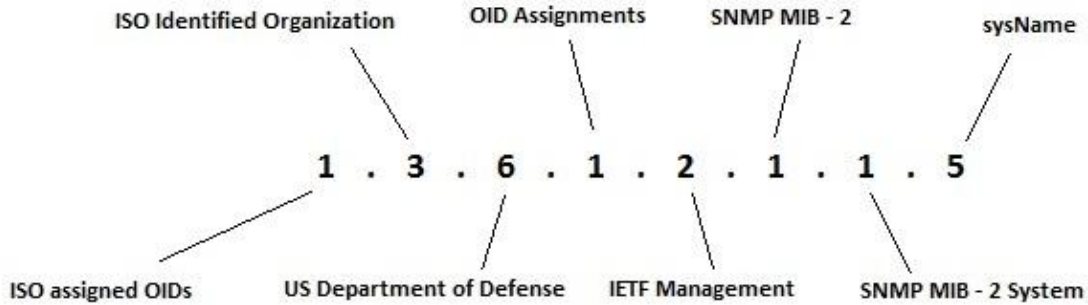 ISO Identified Organization OID Assignments SNMP MIB - 2 sysName
1 . 3 . 6 . 1 . 2 . 1 . 1 . 5
ISO assigned OIDs US Department of Defense IETF Management SNMP MIB - 2 System